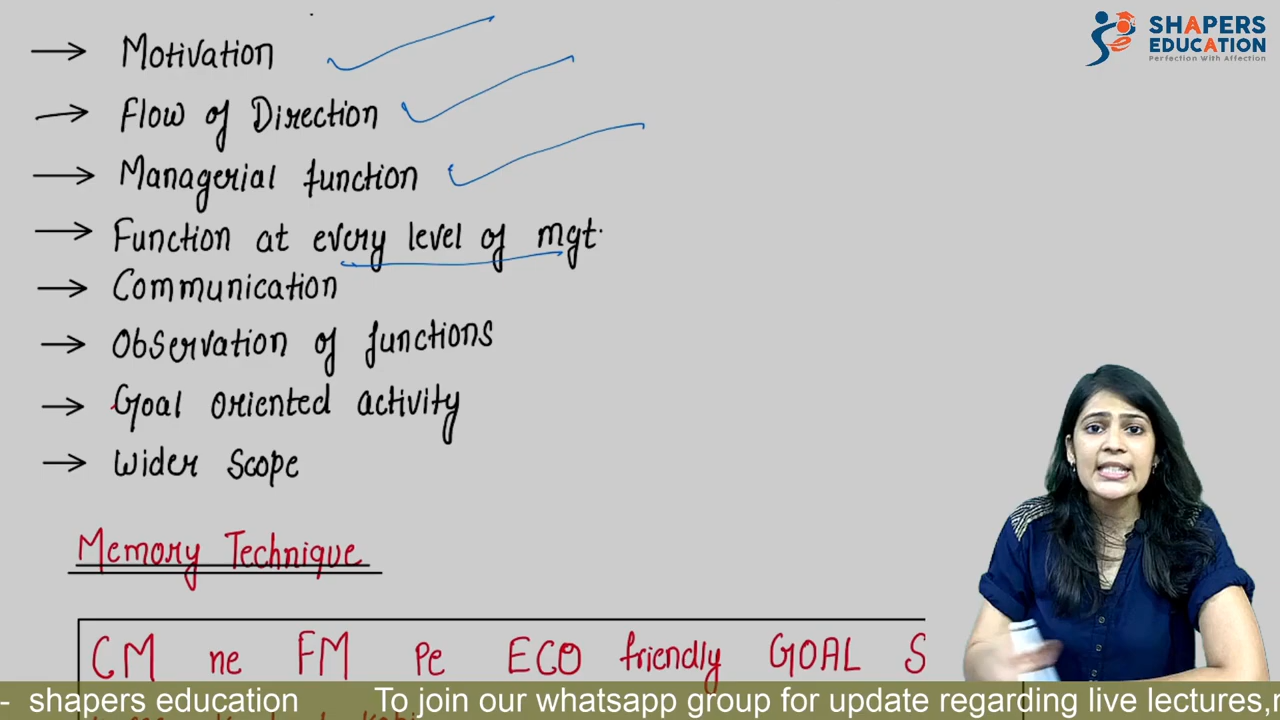 → Motivation
→ Flow of Direction
→ Managerial function
→ Function at every level of mgt.
→ Communication
→ Observation of functions
→ Goal oriented activity
→ Wider Scope
Memory Technique
CM ne FM Pe ECO friendly GOAL S
SHAPERS
EDUCATION
Perfection With Affection
- shapers education To join our whatsapp group for update regarding live lectures,